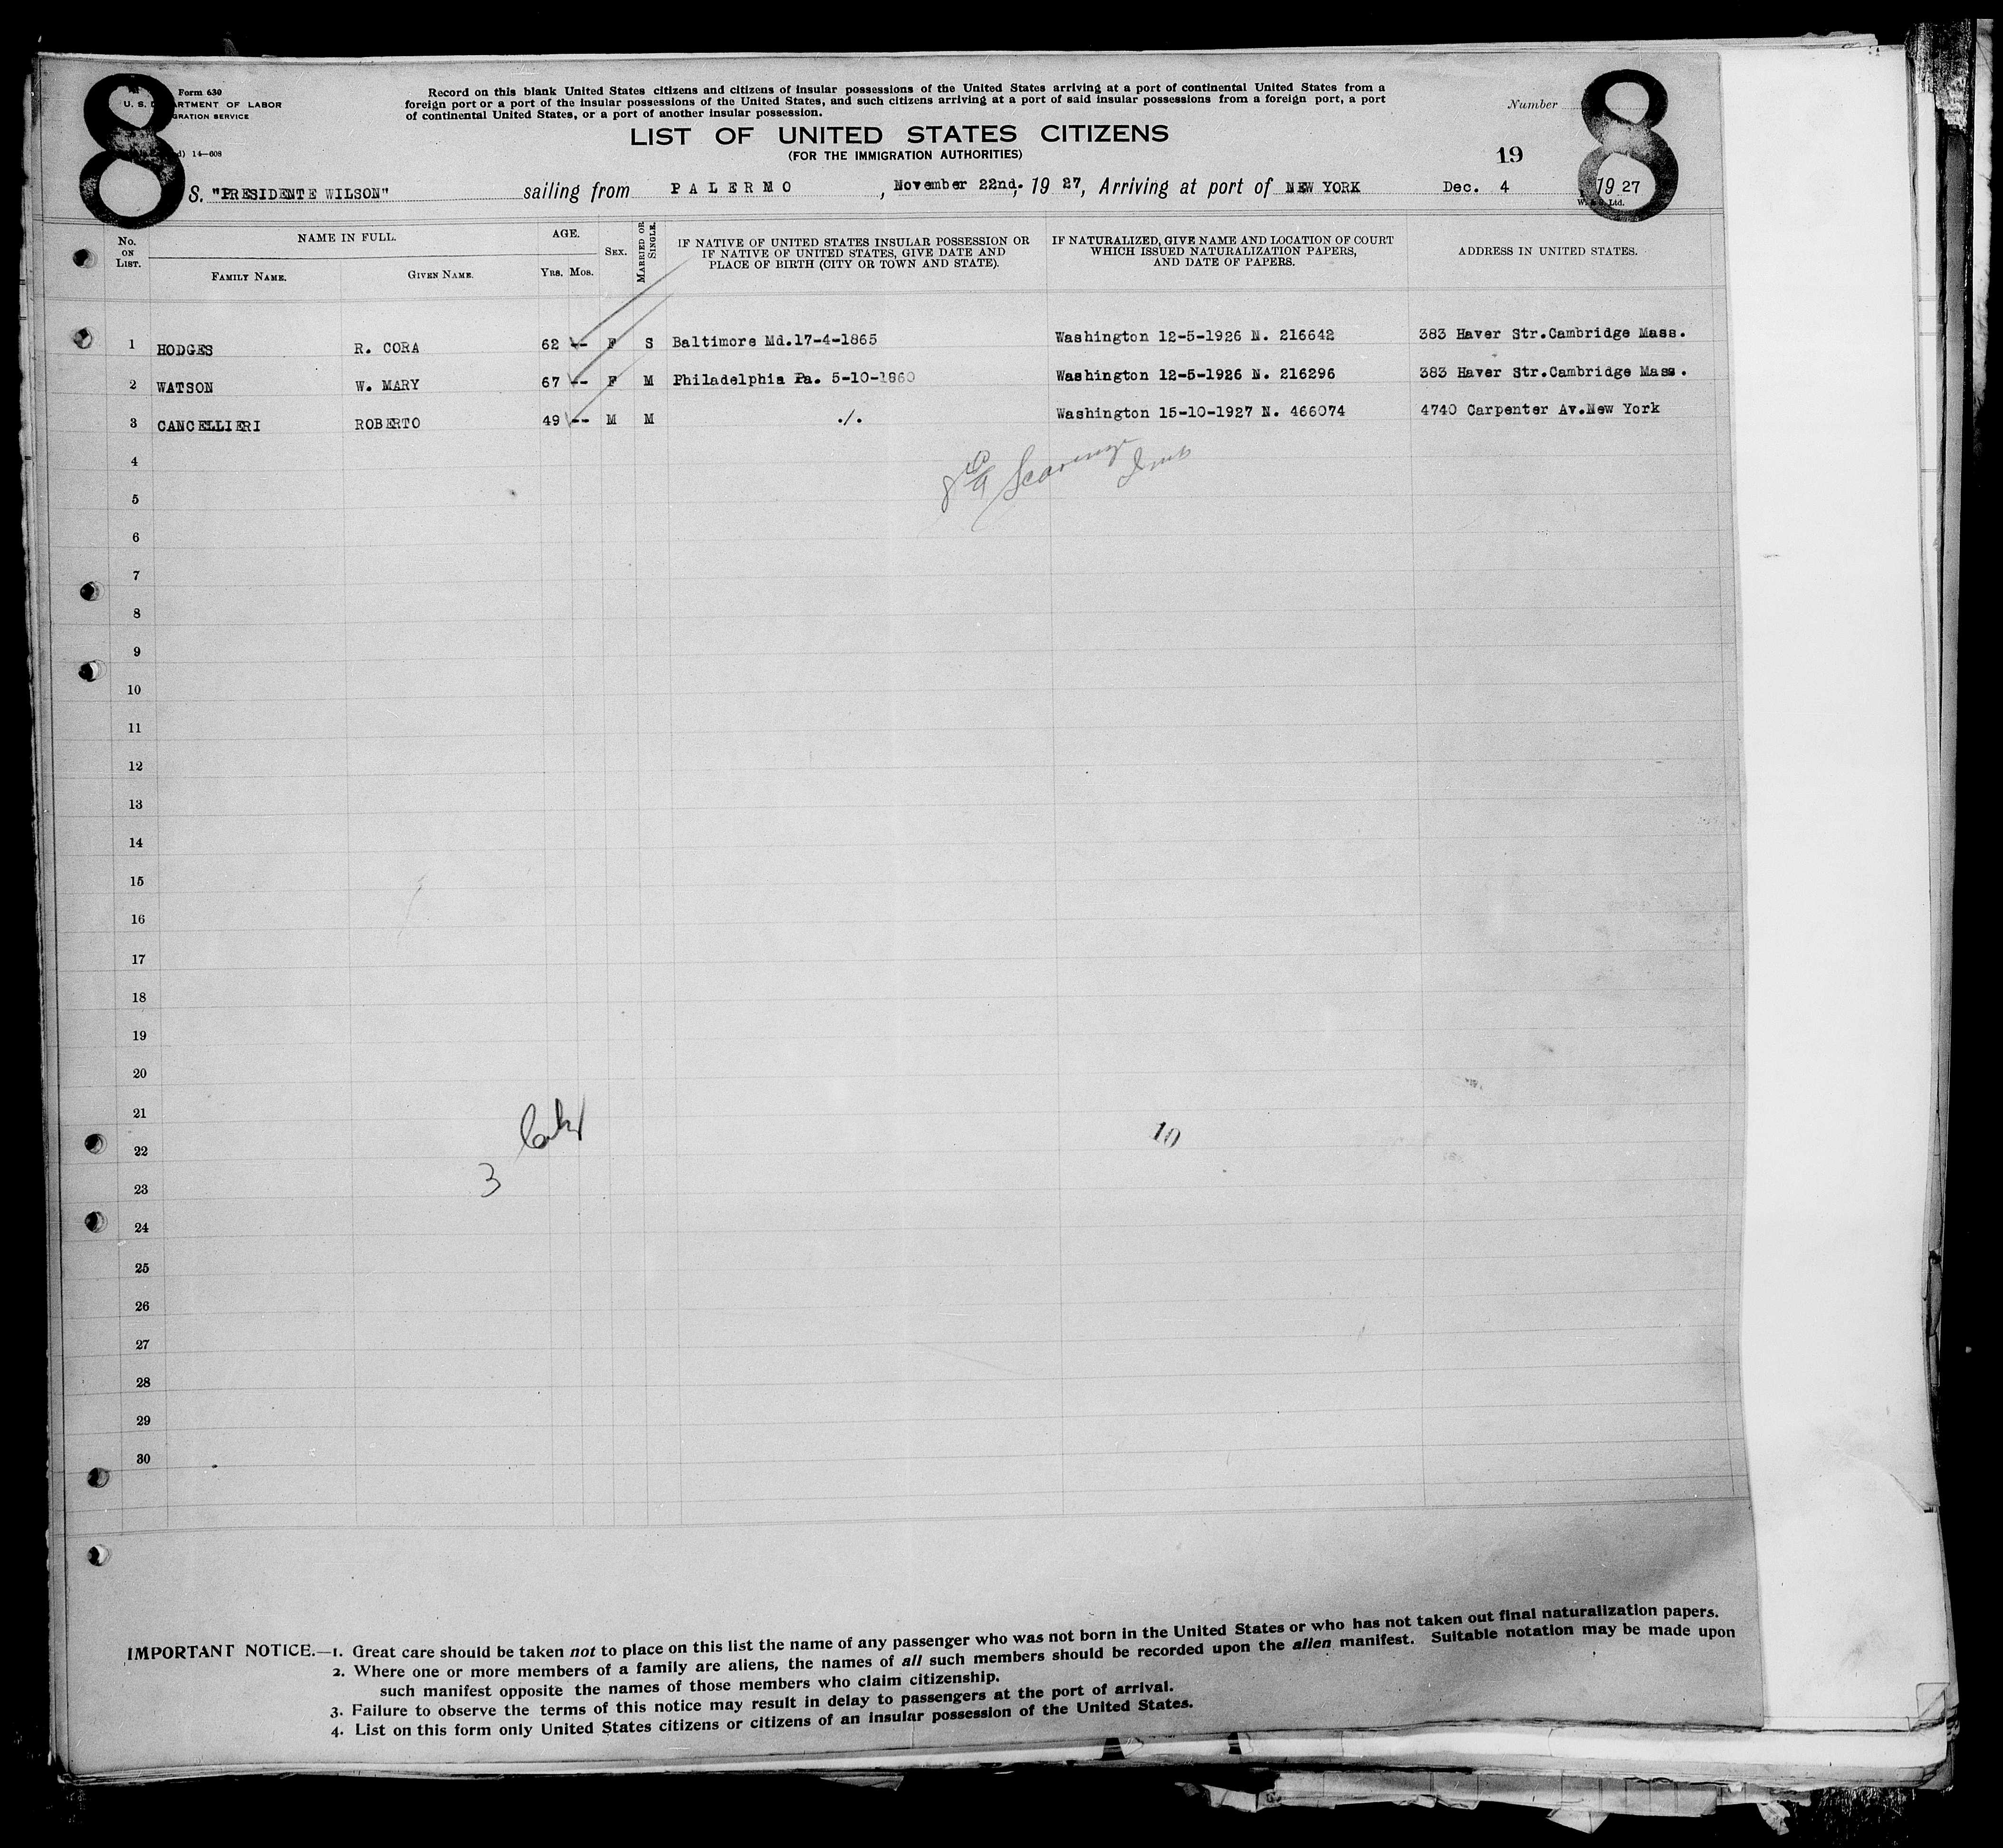 8
Form 630
U. S. D ARTMENT OF LABOR
GRATION SERVICE
d) 14—608
Record on this blank United States citizens and citizens of insular possessions of the United States arriving at a port of continental United States from a
foreign port or a port of the insular possessions of the United States, and such citizens arriving at a port of said insular possessions from a foreign port, a port
of continental United States, or a port of another insular possession.
LIST OF UNITED STATES CITIZENS
(FOR THE IMMIGRATION AUTHORITIES)
Number
8
19
S. "PRESIDENTE WILSON" sailing from PALERMO, November 22nd. 19 27, Arriving at port of NEW YORK Dec. 4 1927
No. ON LIST.
NAME IN FULL.
FAMILY NAME. GIVEN NAME.
AGE.
YRS. MOS.
SEX.
MARRIED OR SINGLE.
IF NATIVE OF UNITED STATES INSULAR POSSESSION OR
IF NATIVE OF UNITED STATES, GIVE DATE AND
PLACE OF BIRTH (CITY OR TOWN AND STATE).
IF NATURALIZED, GIVE NAME AND LOCATION OF COURT
WHICH ISSUED NATURALIZATION PAPERS,
AND DATE OF PAPERS.
ADDRESS IN UNITED STATES.
1 HODGES R. CORA 62 -- F S Baltimore Md.17-4-1865 Washington 12-5-1926 N. 216642 383 Haver Str.Cambridge Mass.
2 WATSON W. MARY 67 -- F M Philadelphia Pa. 5-10-1860 Washington 12-5-1926 N. 216296 383 Haver Str.Cambridge Mass.
3 CANCELLIERI ROBERTO 49 -- M M ./. Washington 15-10-1927 N. 466074 4740 Carpenter Av.New York
4
5
6
7
8
9
10
11
12
13
14
15
16
17
18
19
20
21
22
10
3
23
24
25
26
27
28
29
30
IMPORTANT NOTICE.—1. Great care should be taken not to place on this list the name of any passenger who was not born in the United States or who has not taken out final naturalization papers.
2. Where one or more members of a family are aliens, the names of all such members should be recorded upon the alien manifest. Suitable notation may be made upon
such manifest opposite the names of those members who claim citizenship.
3. Failure to observe the terms of this notice may result in delay to passengers at the port of arrival.
4. List on this form only United States citizens or citizens of an insular possession of the United States.